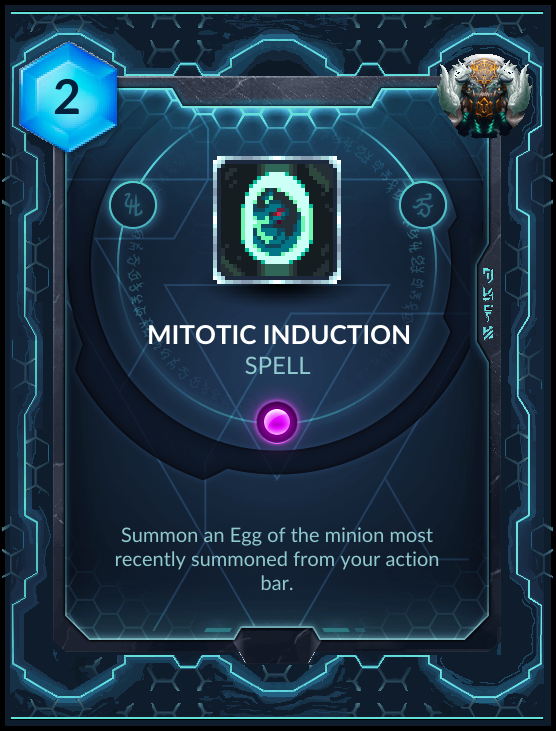 2
MITOTIC INDUCTION
SPELL
Summon an Egg of the minion most
recently summoned from your action
bar.